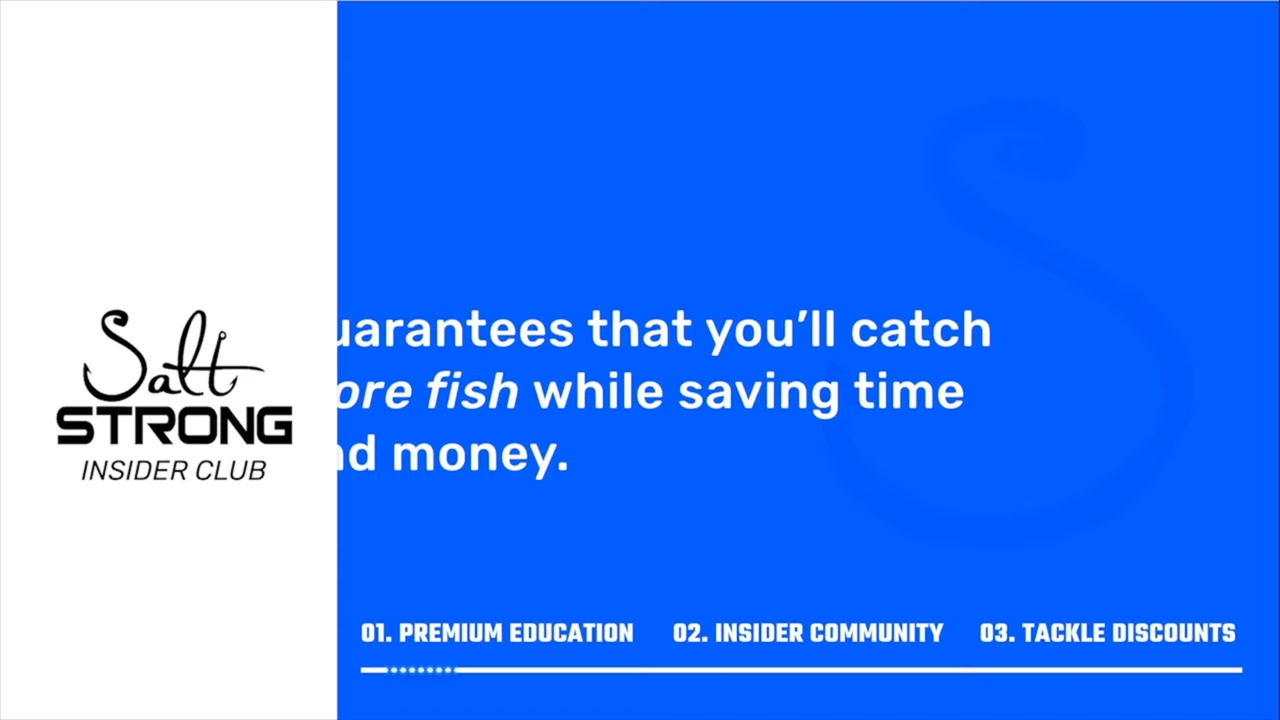 Salt
STRONG
INSIDER CLUB
uarantees that you’ll catch
ore fish while saving time
nd money.
01. PREMIUM EDUCATION 02. INSIDER COMMUNITY 03. TACKLE DISCOUNTS